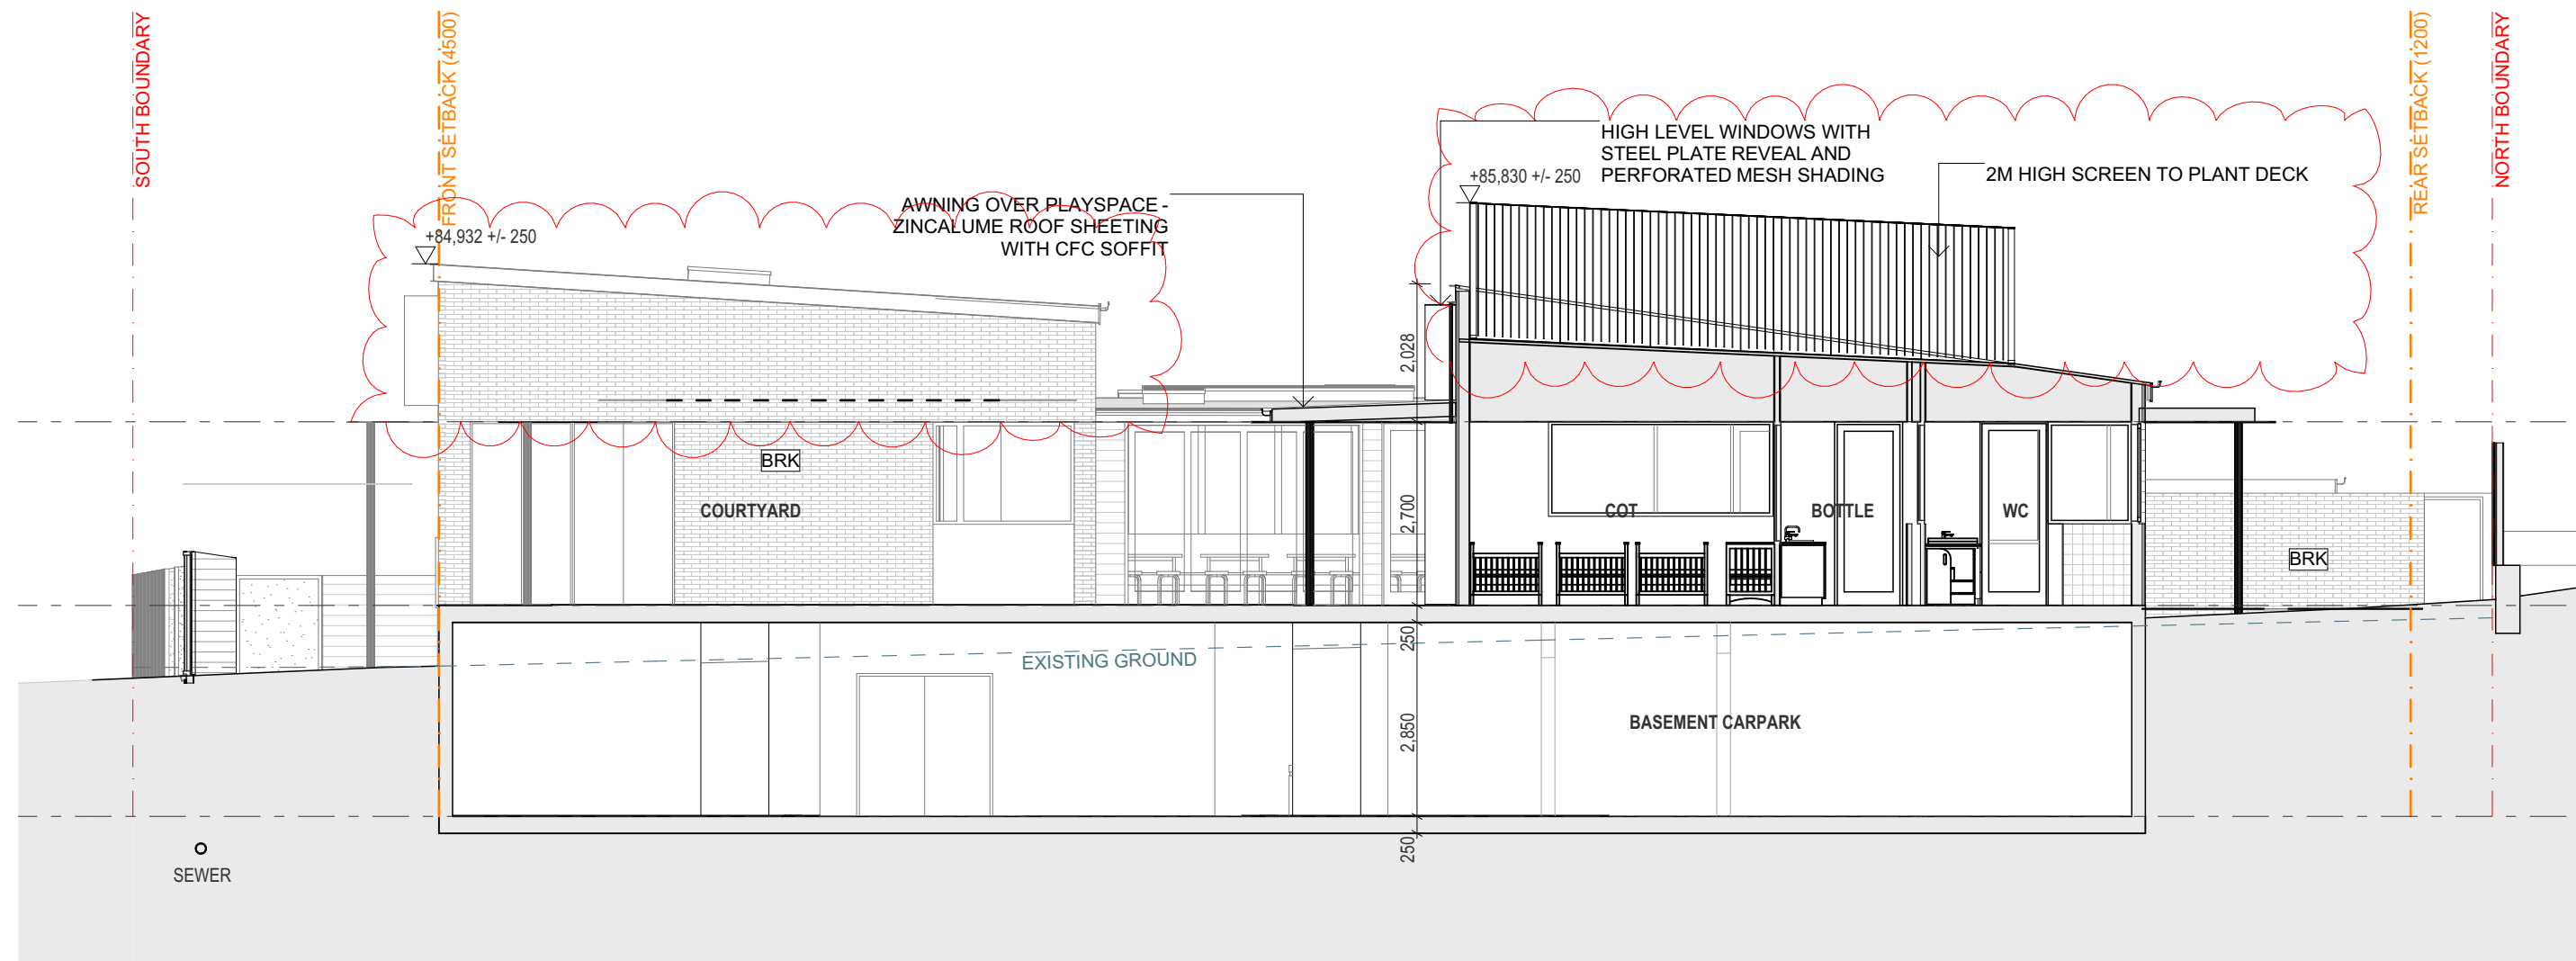 SOUTH BOUNDARY
FRONT SETBACK (4500)
REAR SETBACK (1200)
NORTH BOUNDARY
HIGH LEVEL WINDOWS WITH
STEEL PLATE REVEAL AND
PERFORATED MESH SHADING
+85,830 +/- 250
2M HIGH SCREEN TO PLANT DECK
AWNING OVER PLAYSPACE -
ZINCALUME ROOF SHEETING
WITH CFC SOFFIT
+84,932 +/- 250
2,028
BRK
COURTYARD
2,700
COT
BOTTLE
WC
BRK
250
EXISTING GROUND
2,850
BASEMENT CARPARK
250
SEWER